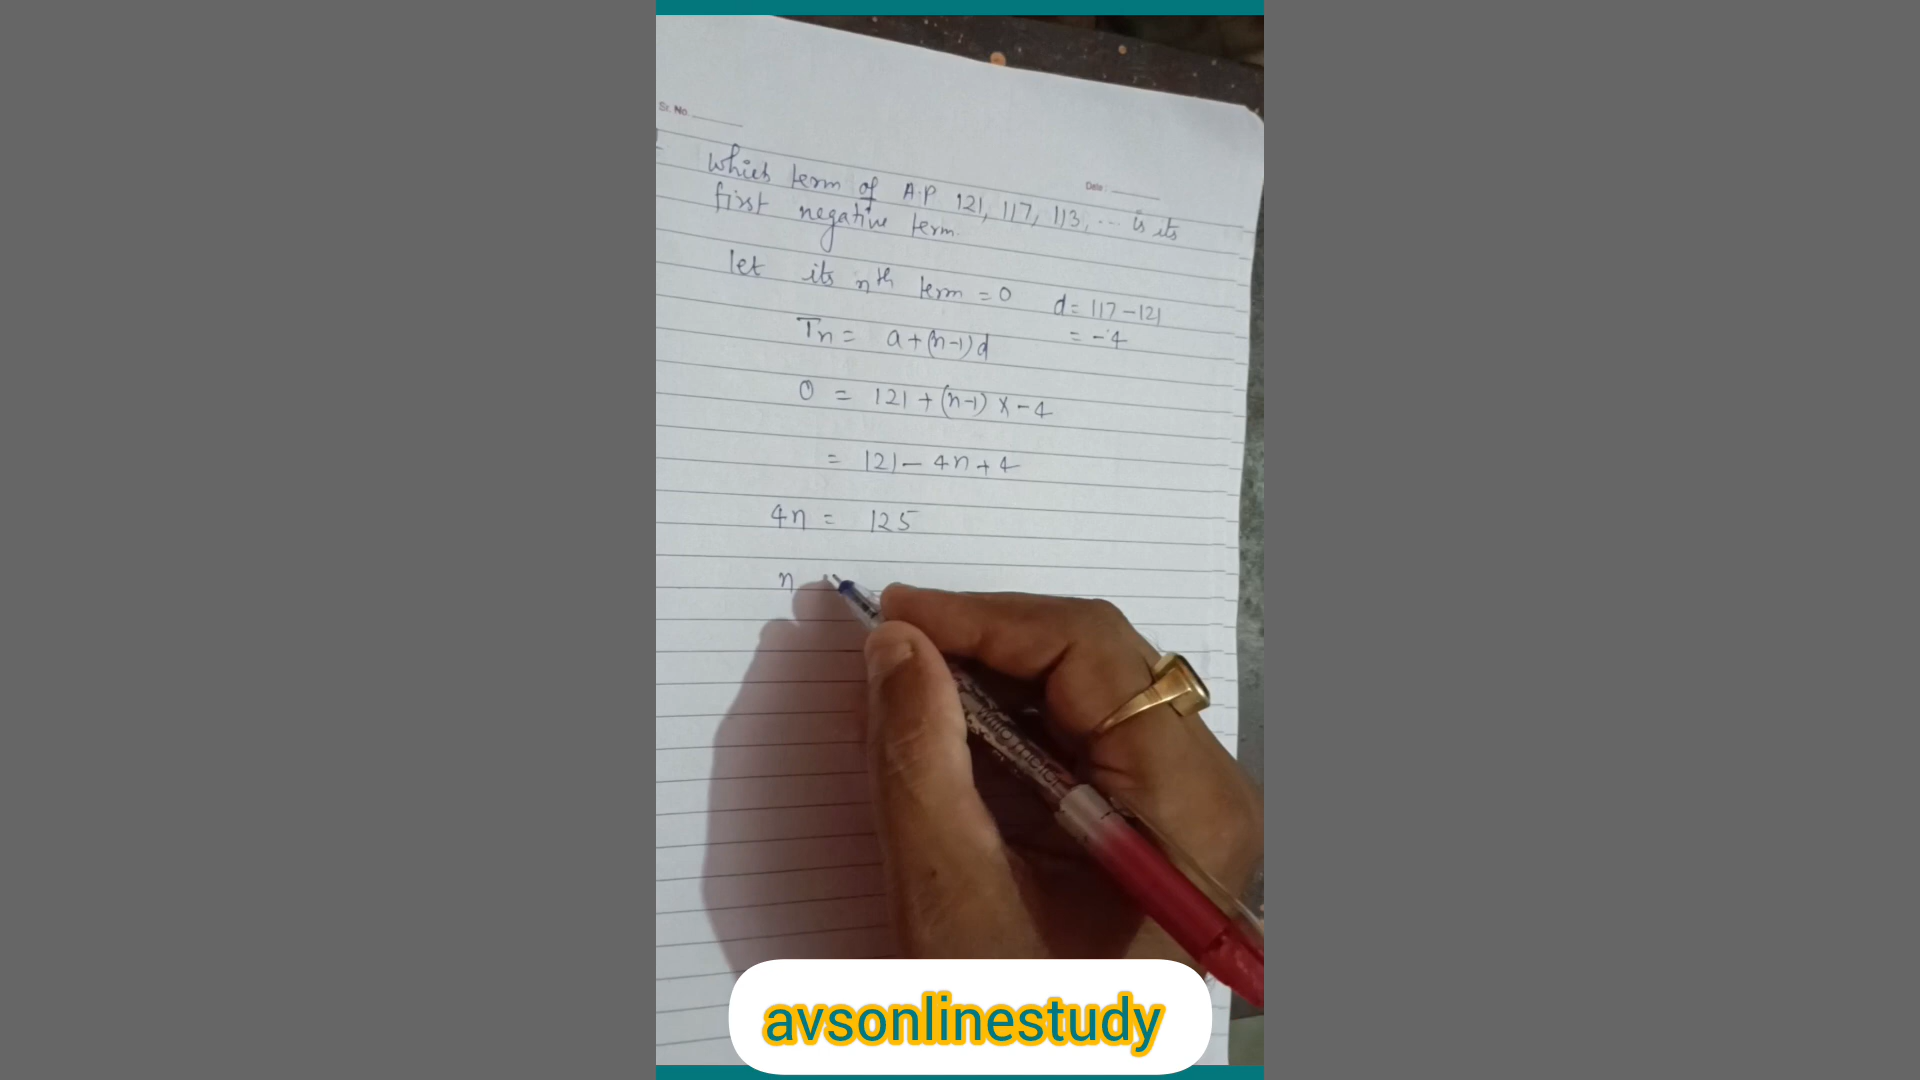 Sr. No.
Date :
Which term of A.P 121, 117, 113, ... is its
first negative term.
let its nth term = 0 d = 117 - 121
= -4
Tn = a + (n-1)d
0 = 121 + (n-1) x -4
= 121 - 4n + 4
4n = 125
n
avsonlinestudy